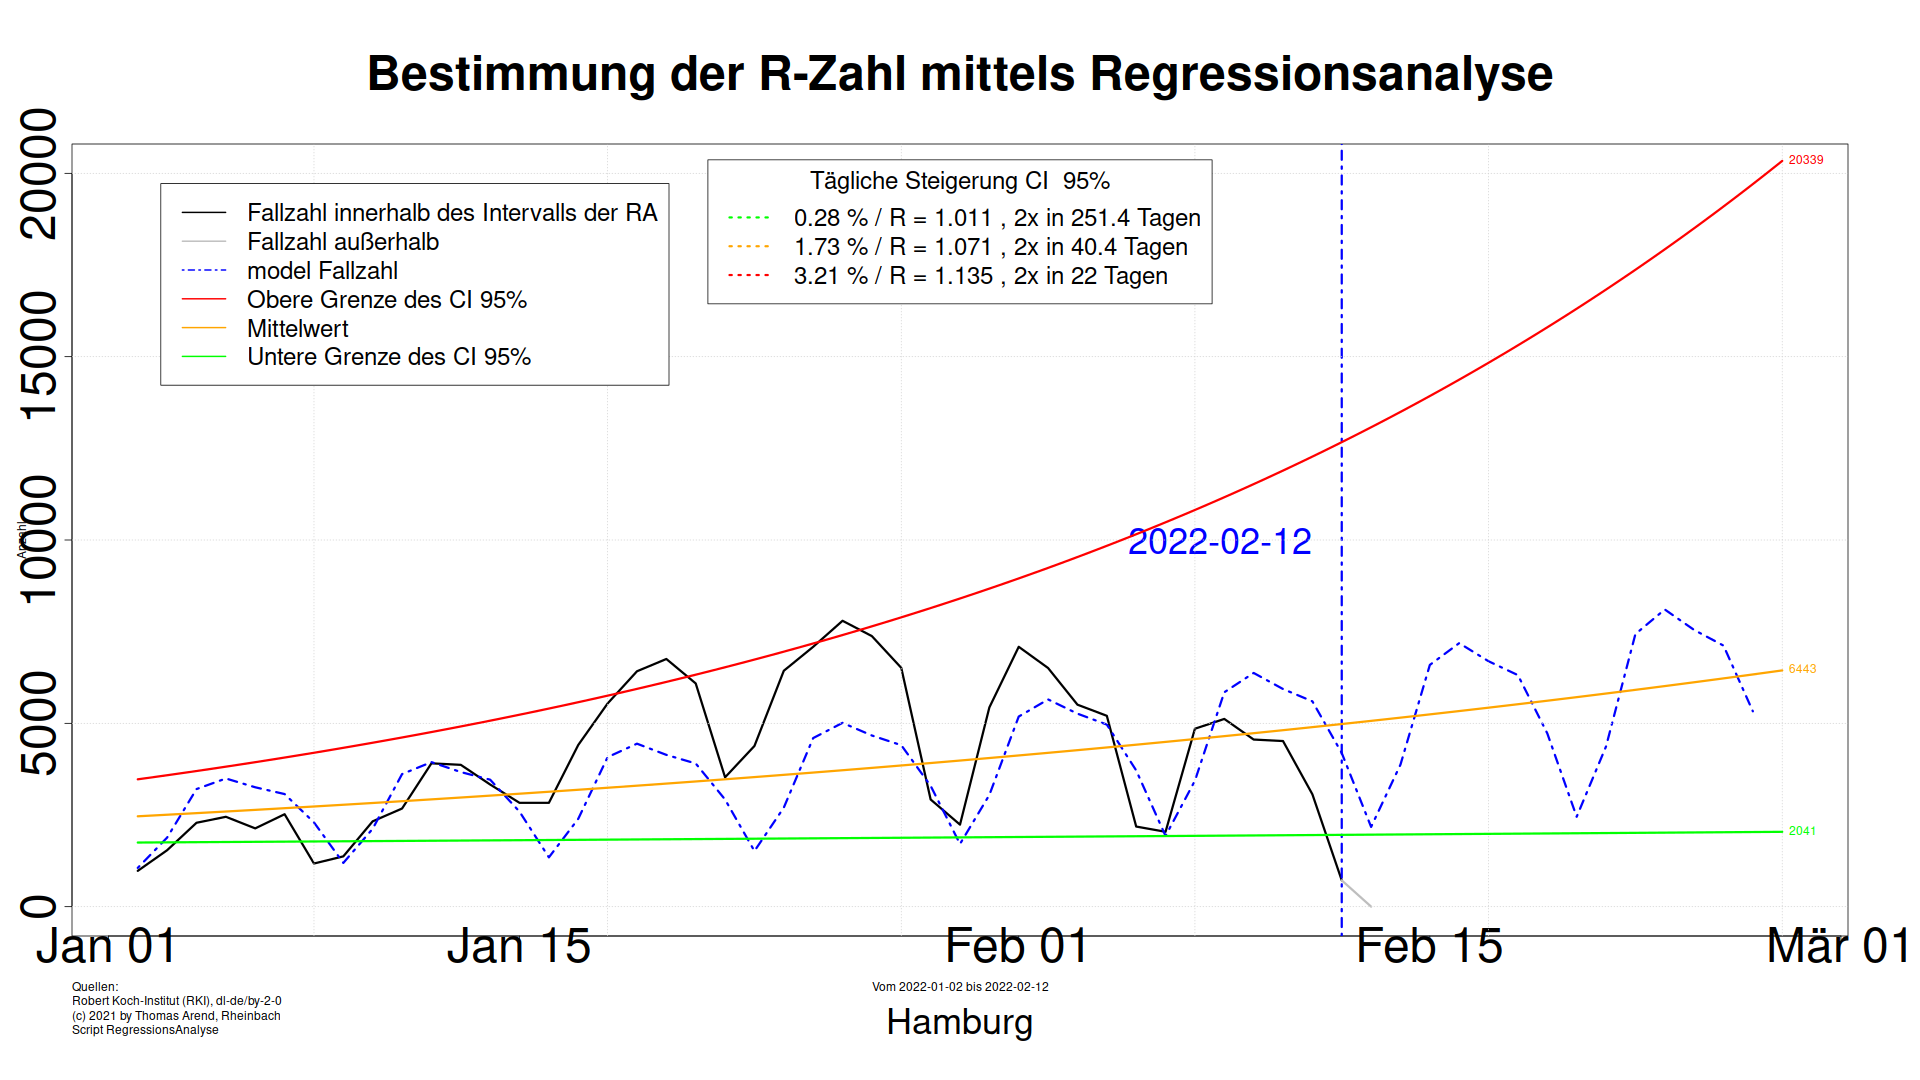 Bestimmung der R-Zahl mittels Regressionsanalyse
20000
15000
10000
5000
0
Anzahl
Fallzahl innerhalb des Intervalls der RA
Fallzahl außerhalb
model Fallzahl
Obere Grenze des CI 95%
Mittelwert
Untere Grenze des CI 95%
Tägliche Steigerung CI  95%
0.28 % / R = 1.011 , 2x in 251.4 Tagen
1.73 % / R = 1.071 , 2x in 40.4 Tagen
3.21 % / R = 1.135 , 2x in 22 Tagen
20339
2022-02-12
6443
2041
Jan 01
Jan 15
Feb 01
Feb 15
Mär 01
Quellen:
Robert Koch-Institut (RKI), dl-de/by-2-0
(c) 2021 by Thomas Arend, Rheinbach
Script RegressionsAnalyse
Vom 2022-01-02 bis 2022-02-12
Hamburg